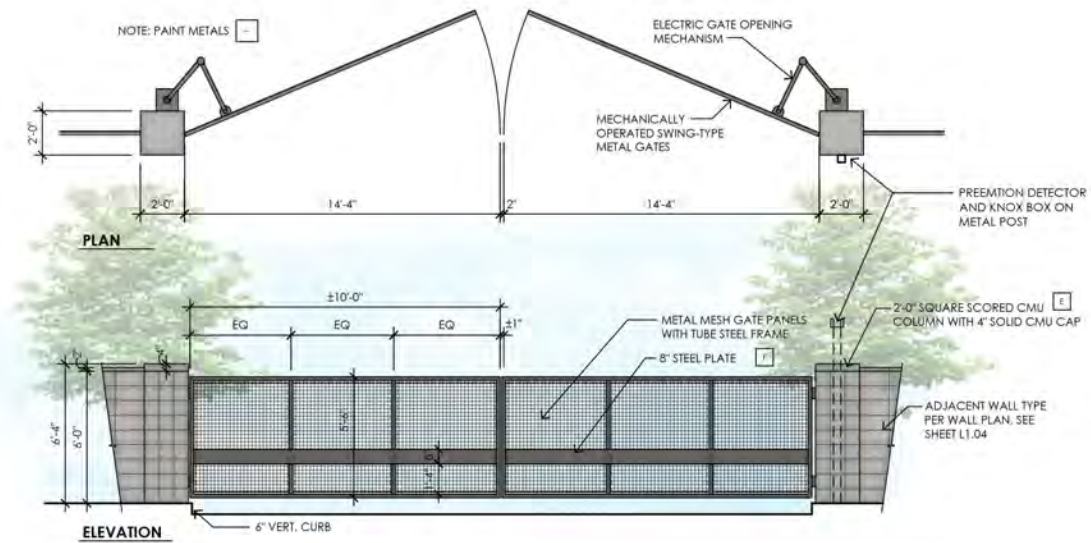 NOTE: PAINT METALS
ELECTRIC GATE OPENING
MECHANISM
2'-0"
MECHANICALLY
OPERATED SWING-TYPE
METAL GATES
2'-0"
14'-4"
2"
14'-4"
2'-0"
PREEMTION DETECTOR
AND KNOX BOX ON
METAL POST
PLAN
±10'-0"
EQ
EQ
EQ
±1"
METAL MESH GATE PANELS
WITH TUBE STEEL FRAME
2'-0" SQUARE SCORED CMU E
COLUMN WITH 4" SOLID CMU CAP
8" STEEL PLATE F
ADJACENT WALL TYPE
PER WALL PLAN, SEE
SHEET L1.04
6'-4"
6'-0"
5'-6"
1'-4"
6" VERT. CURB
ELEVATION